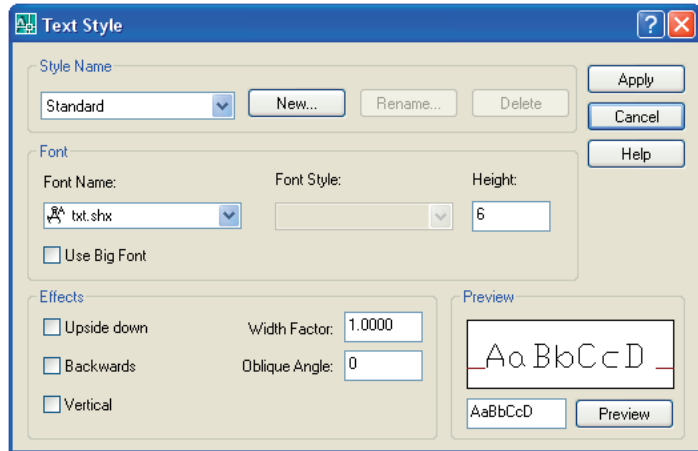 Text Style
Style Name
Standard
New...
Rename...
Delete
Apply
Cancel
Help
Font
Font Name:
Font Style:
Height:
txt.shx
6
Use Big Font
Effects
Upside down
Width Factor:
1.0000
Backwards
Oblique Angle:
0
Vertical
Preview
AaBbCcD
AaBbCcD
Preview